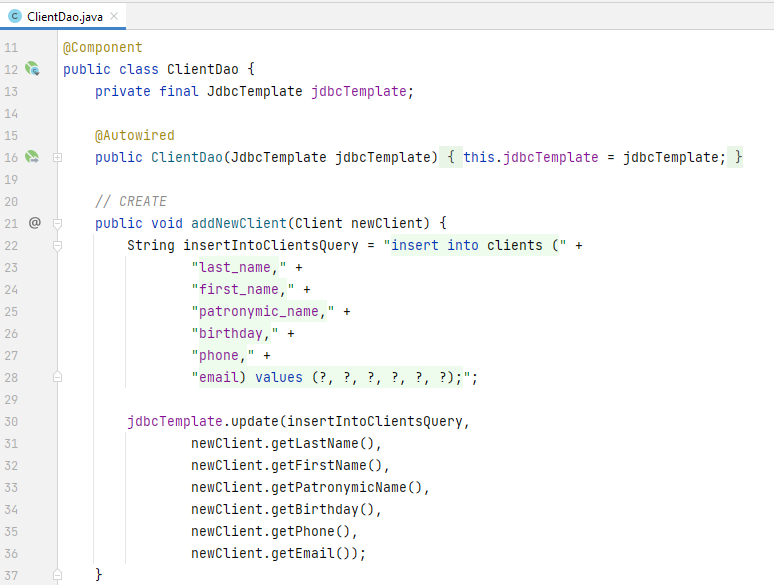 ClientDao.java
11 @Component
12 public class ClientDao {
13 private final JdbcTemplate jdbcTemplate;
14
15 @Autowired
16 public ClientDao(JdbcTemplate jdbcTemplate) { this.jdbcTemplate = jdbcTemplate; }
19
20 // CREATE
21 @ public void addNewClient(Client newClient) {
22 String insertIntoClientsQuery = "insert into clients (" +
23 "last_name," +
24 "first_name," +
25 "patronymic_name," +
26 "birthday," +
27 "phone," +
28 "email) values (?, ?, ?, ?, ?, ?);";
29
30 jdbcTemplate.update(insertIntoClientsQuery,
31 newClient.getLastName(),
32 newClient.getFirstName(),
33 newClient.getPatronymicName(),
34 newClient.getBirthday(),
35 newClient.getPhone(),
36 newClient.getEmail());
37 }